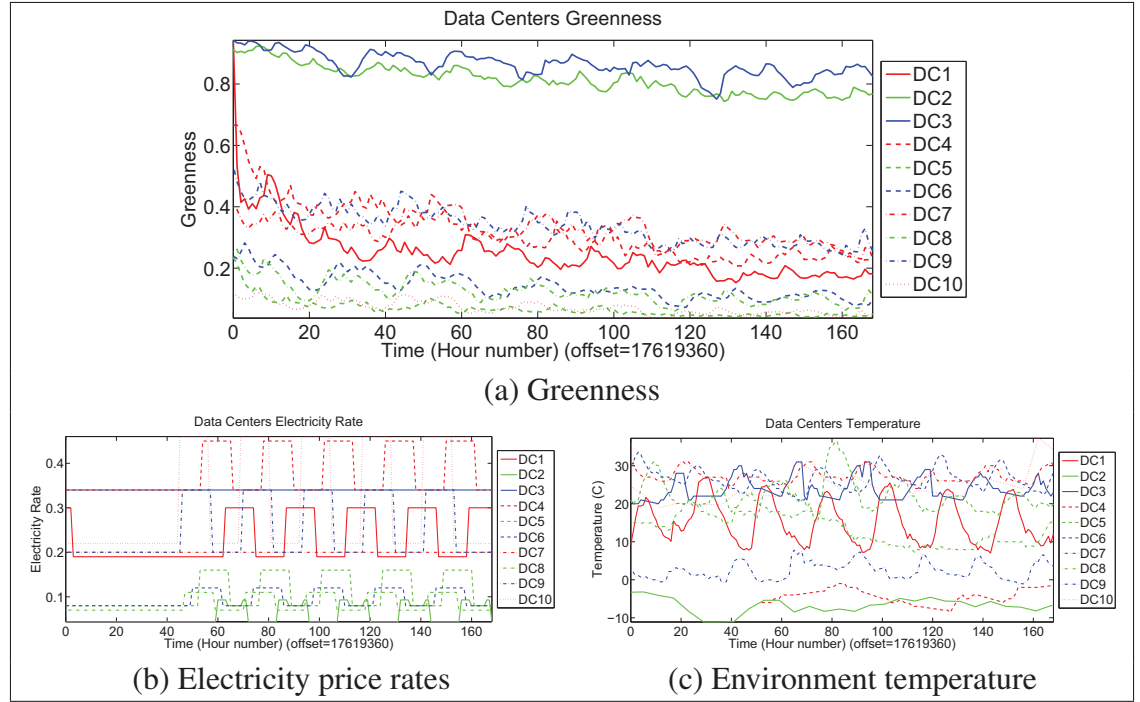 Data Centers Greenness
Greenness
0.8
0.6
0.4
0.2
0 20 40 60 80 100 120 140 160
Time (Hour number) (offset=17619360)
DC1
DC2
DC3
DC4
DC5
DC6
DC7
DC8
DC9
DC10
(a) Greenness
Data Centers Electricity Rate
Electricity Rate
0.4
0.3
0.2
0.1
0 20 40 60 80 100 120 140 160
Time (Hour number) (offset=17619360)
DC1
DC2
DC3
DC4
DC5
DC6
DC7
DC8
DC9
DC10
(b) Electricity price rates
Data Centers Temperature
Temperature (C)
30
20
10
0
−10
0 20 40 60 80 100 120 140 160
Time (Hour number) (offset=17619360)
DC1
DC2
DC3
DC4
DC5
DC6
DC7
DC8
DC9
DC10
(c) Environment temperature